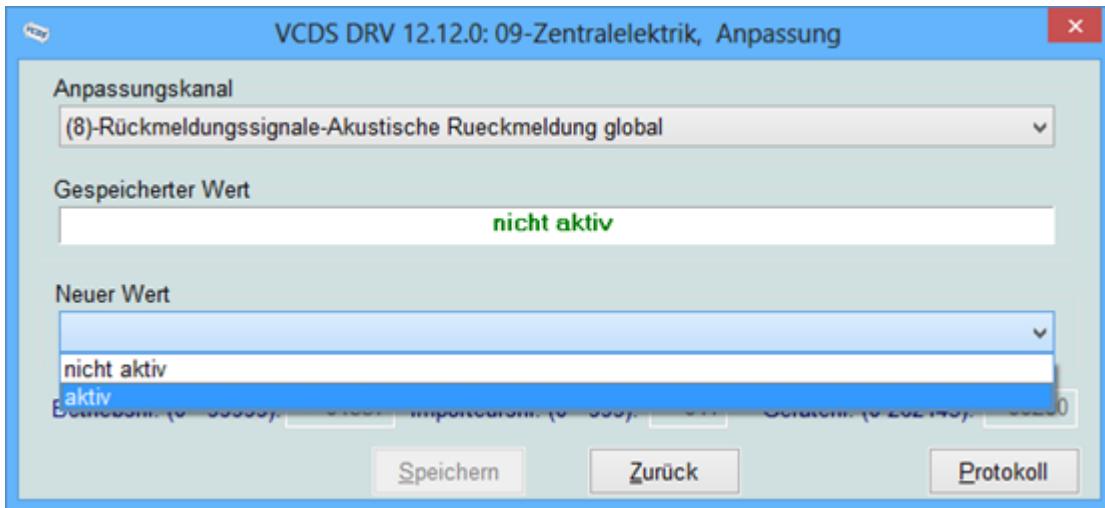 VCDS DRV 12.12.0: 09-Zentralelektrik, Anpassung
Anpassungskanal
(8)-Rückmeldungssignale-Akustische Rueckmeldung global
Gespeicherter Wert
nicht aktiv
Neuer Wert
nicht aktiv
aktiv
Speichern Zurück Protokoll